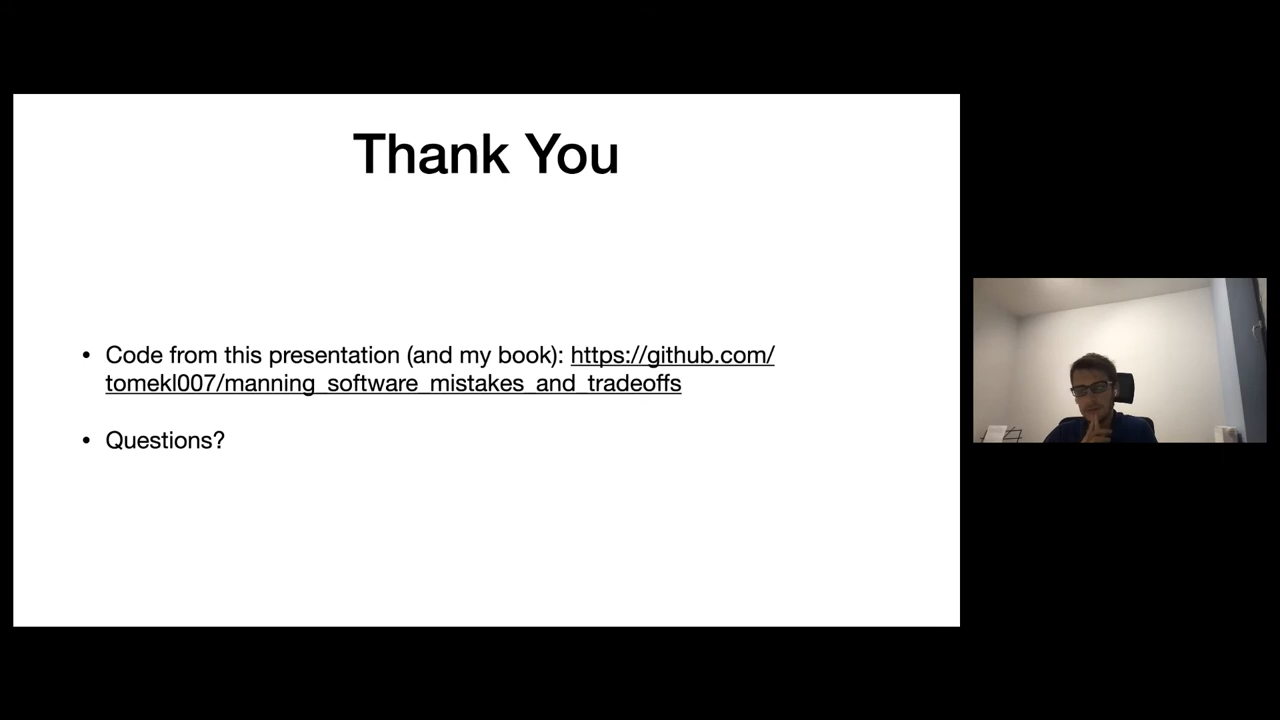 Thank You
• Code from this presentation (and my book): https://github.com/
tomekl007/manning_software_mistakes_and_tradeoffs
• Questions?